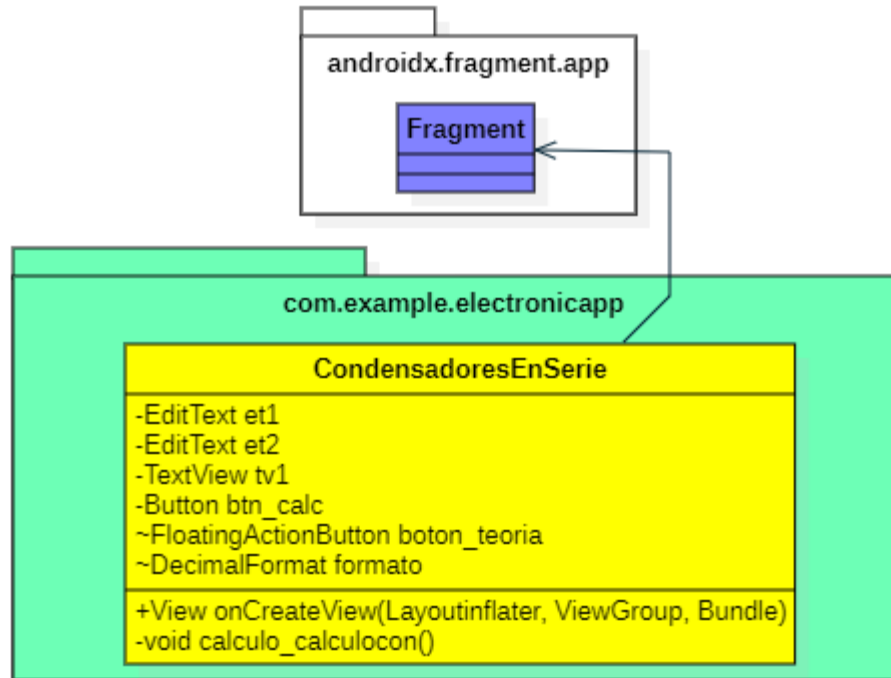 androidx.fragment.app
Fragment
com.example.electronicapp
CondensadoresEnSerie
-EditText et1
-EditText et2
-TextView tv1
-Button btn_calc
~FloatingActionButton boton_teoria
~DecimalFormat formato
+View onCreateView(Layoutinflater, ViewGroup, Bundle)
-void calculo_calculocon()